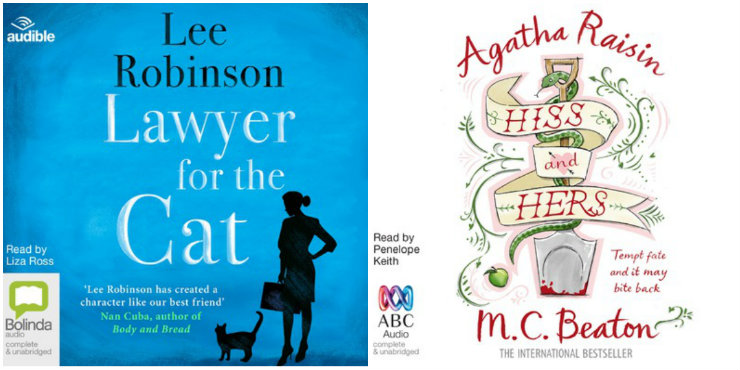 audible
Lee
Robinson
Lawyer
for the
Cat
Read by
Liza Ross
'Lee Robinson has created a
character like our best friend'
Nan Cuba, author of
Body and Bread
Bolinda
audio
complete
& unabridged
Agatha Raisin
HISS
and
HERS
Read by
Penelope
Keith
Tempt fate
and it may
bite back
ABC
Audio
complete
& unabridged
M.C. Beaton
THE INTERNATIONAL BESTSELLER